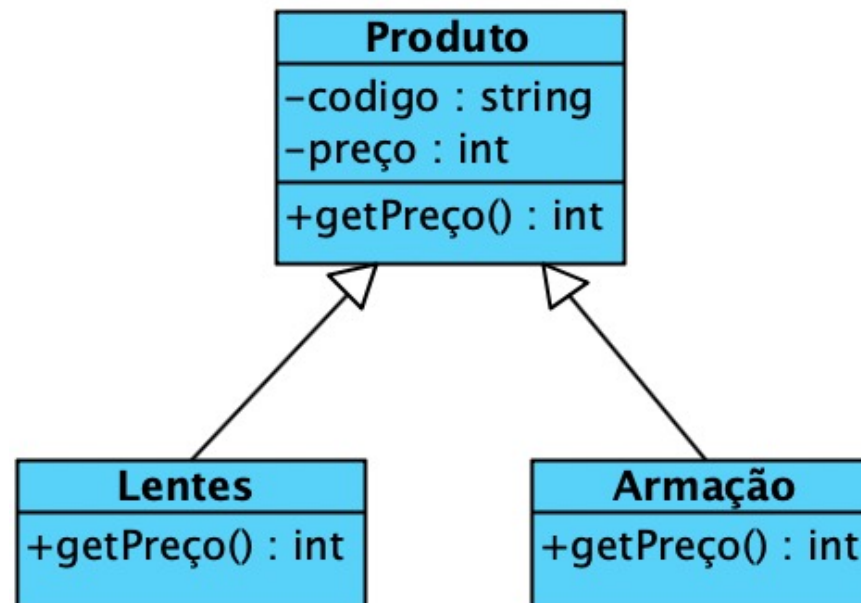 Produto
-codigo : string
-preço : int
+getPreço() : int
Lentes
+getPreço() : int
Armação
+getPreço() : int